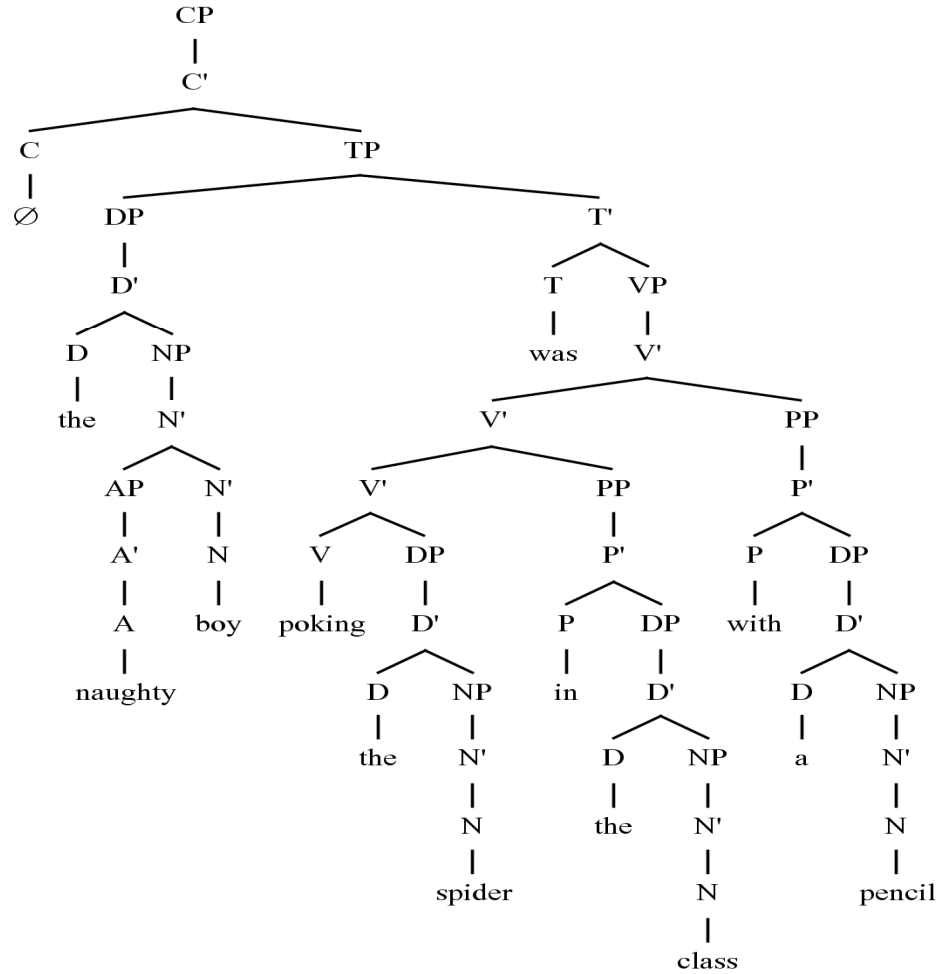 CP
C'
C TP
∅ DP T'
D' T VP
D NP was V'
the N' V' PP
AP N' V' PP P'
A' N V DP P' P DP
A boy poking D' P DP with D'
naughty D NP in D' D NP
the N' D NP a N'
N the N' N
spider N pencil
class